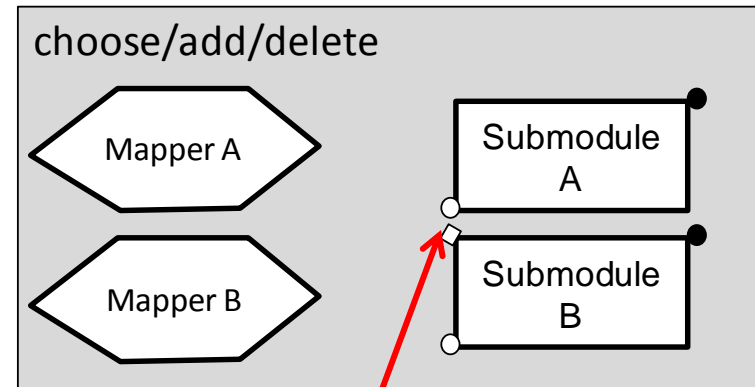 choose/add/delete
Mapper A
Submodule
A
Mapper B
Submodule
B